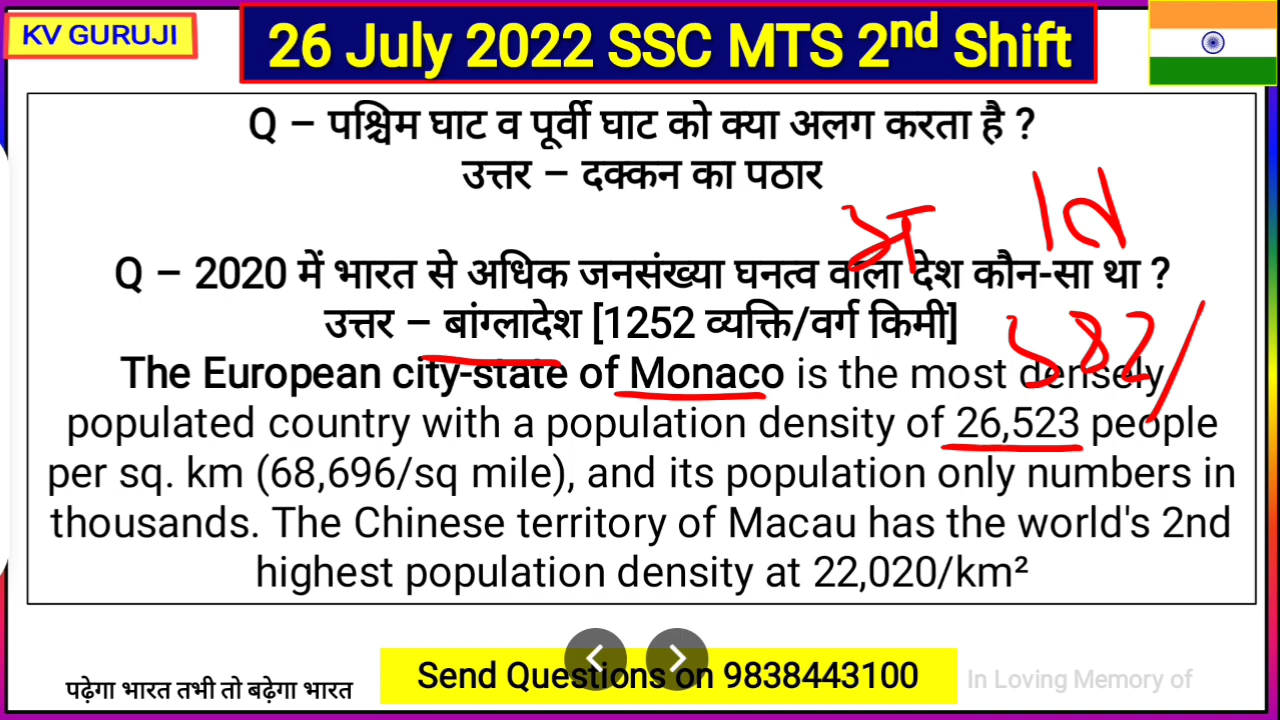 KV GURUJI
26 July 2022 SSC MTS 2nd Shift
Q – पश्चिम घाट व पूर्वी घाट को क्या अलग करता है ?
उत्तर – दक्कन का पठार
Q – 2020 में भारत से अधिक जनसंख्या घनत्व वाला देश कौन-सा था ?
उत्तर – बांग्लादेश [1252 व्यक्ति/वर्ग किमी]
382/
The European city-state of Monaco is the most densely
populated country with a population density of 26,523 people
per sq. km (68,696/sq mile), and its population only numbers in
thousands. The Chinese territory of Macau has the world's 2nd
highest population density at 22,020/km²
पढ़ेगा भारत तभी तो बढ़ेगा भारत
Send Questions on 9838443100
In Loving Memory of